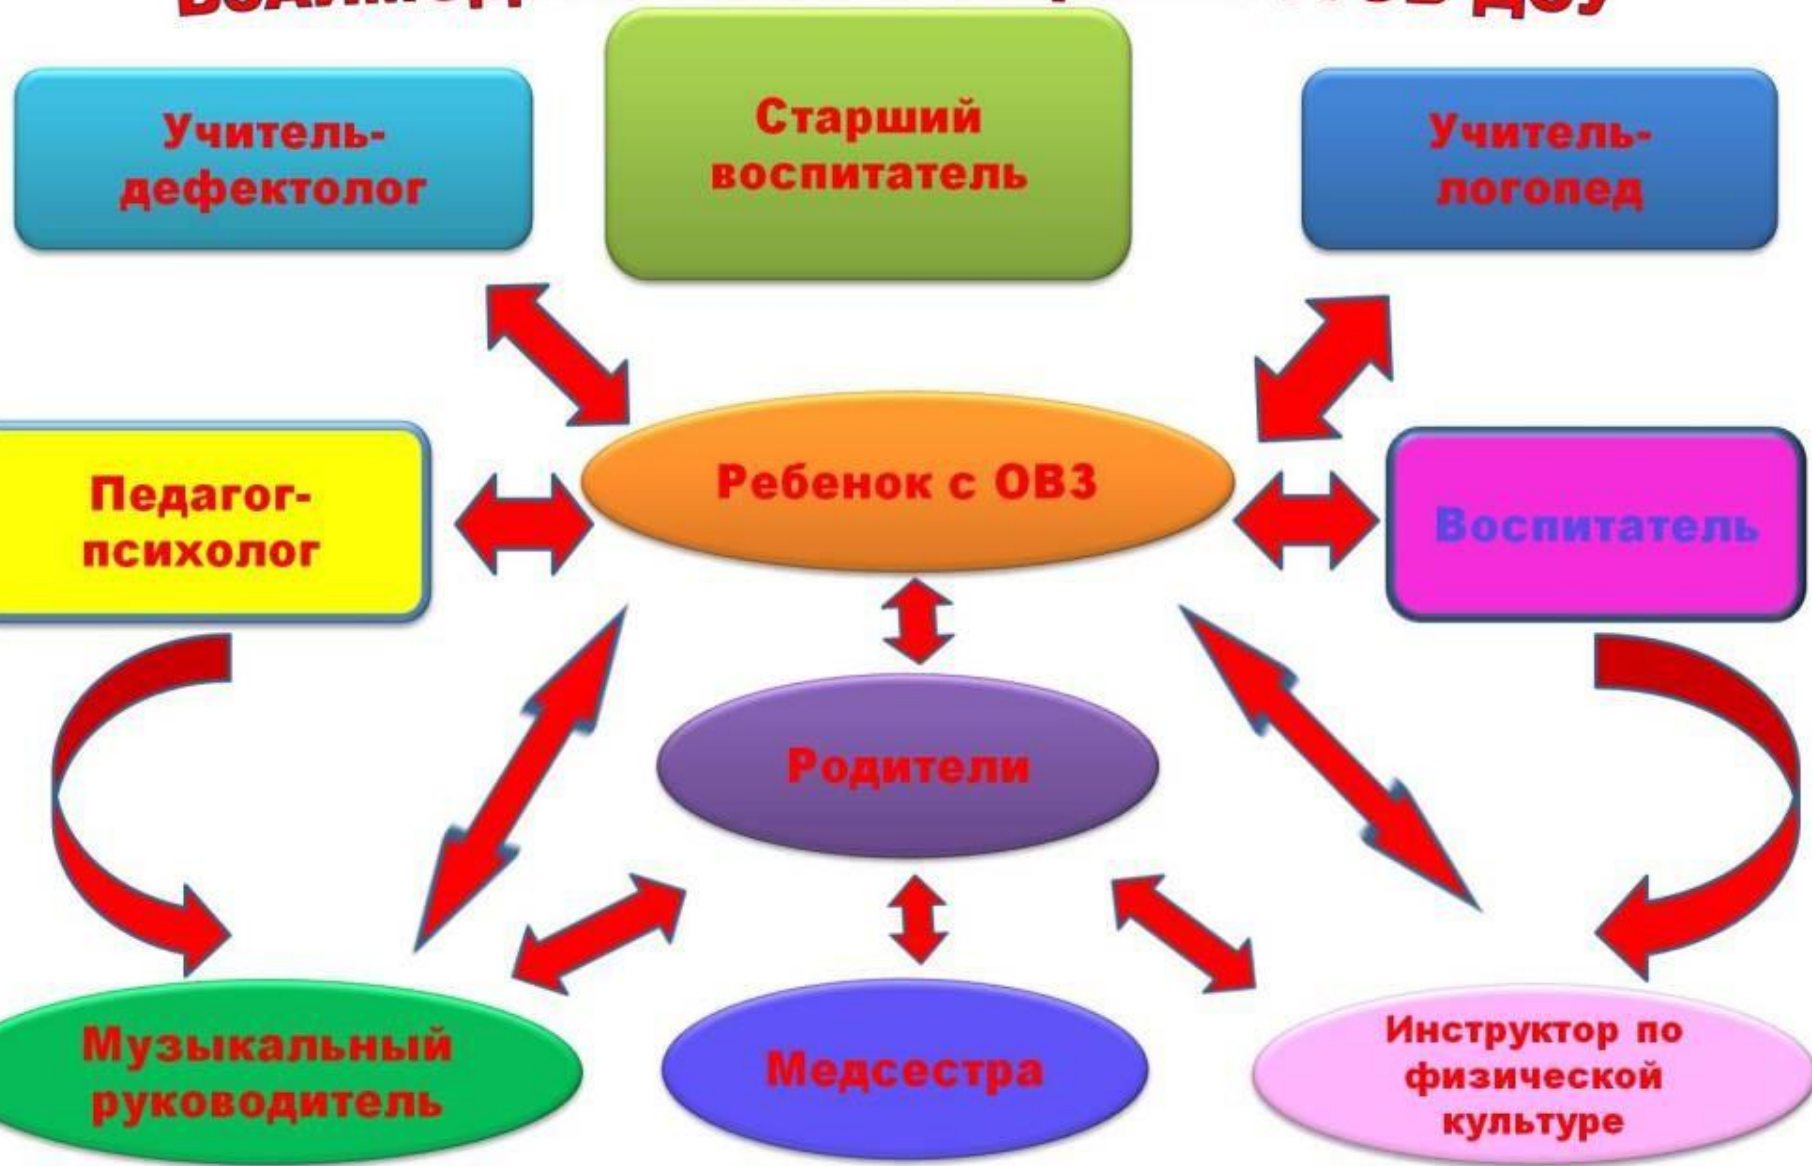 ДОУ
Учитель-
дефектолог
Старший
воспитатель
Учитель-
логопед
Педагог-
психолог
Ребенок с ОВЗ
Воспитатель
Родители
Музыкальный
руководитель
Медсестра
Инструктор по
физической
культуре